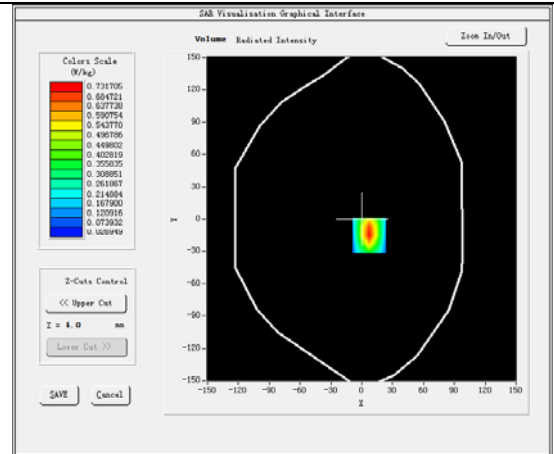 SAR Visualisation Graphical Interface
Volume Radiated Intensity
Zoom In/Out
Colors Scale
(W/kg)
0.731705
0.684721
0.637738
0.590754
0.543770
0.496786
0.449802
0.402819
0.355835
0.308851
0.261867
0.214884
0.167900
0.120916
0.073932
0.026949
Z-Cuts Control
<< Upper Cut
Z = 4.0 mm
Lower Cut >>
SAVE Cancel
150
120
90
60
30
0
-30
-60
-90
-120
-150
Y
-150 -120 -90 -60 -30 0 30 60 90 120 150
X